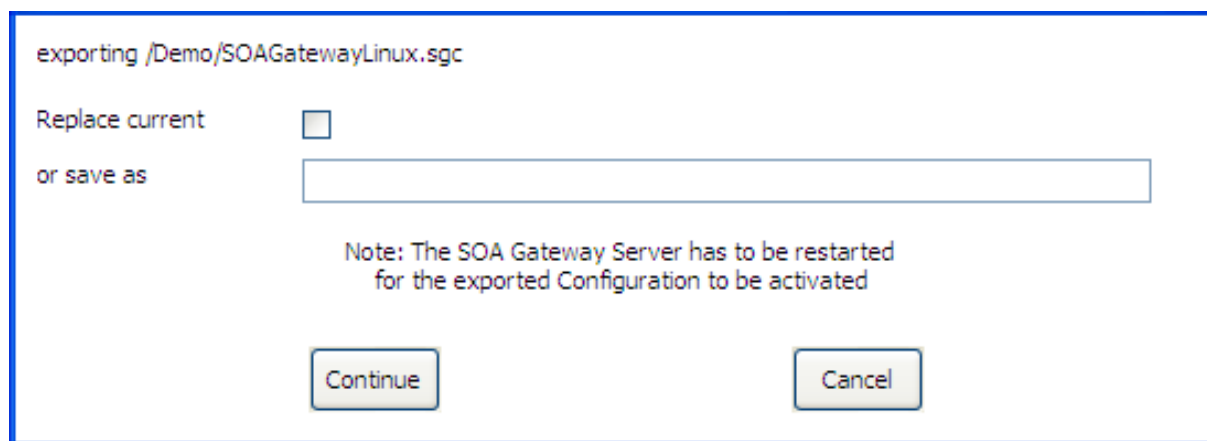 exporting /Demo/SOAGatewayLinux.sgc
Replace current
or save as
Note: The SOA Gateway Server has to be restarted
for the exported Configuration to be activated
Continue
Cancel